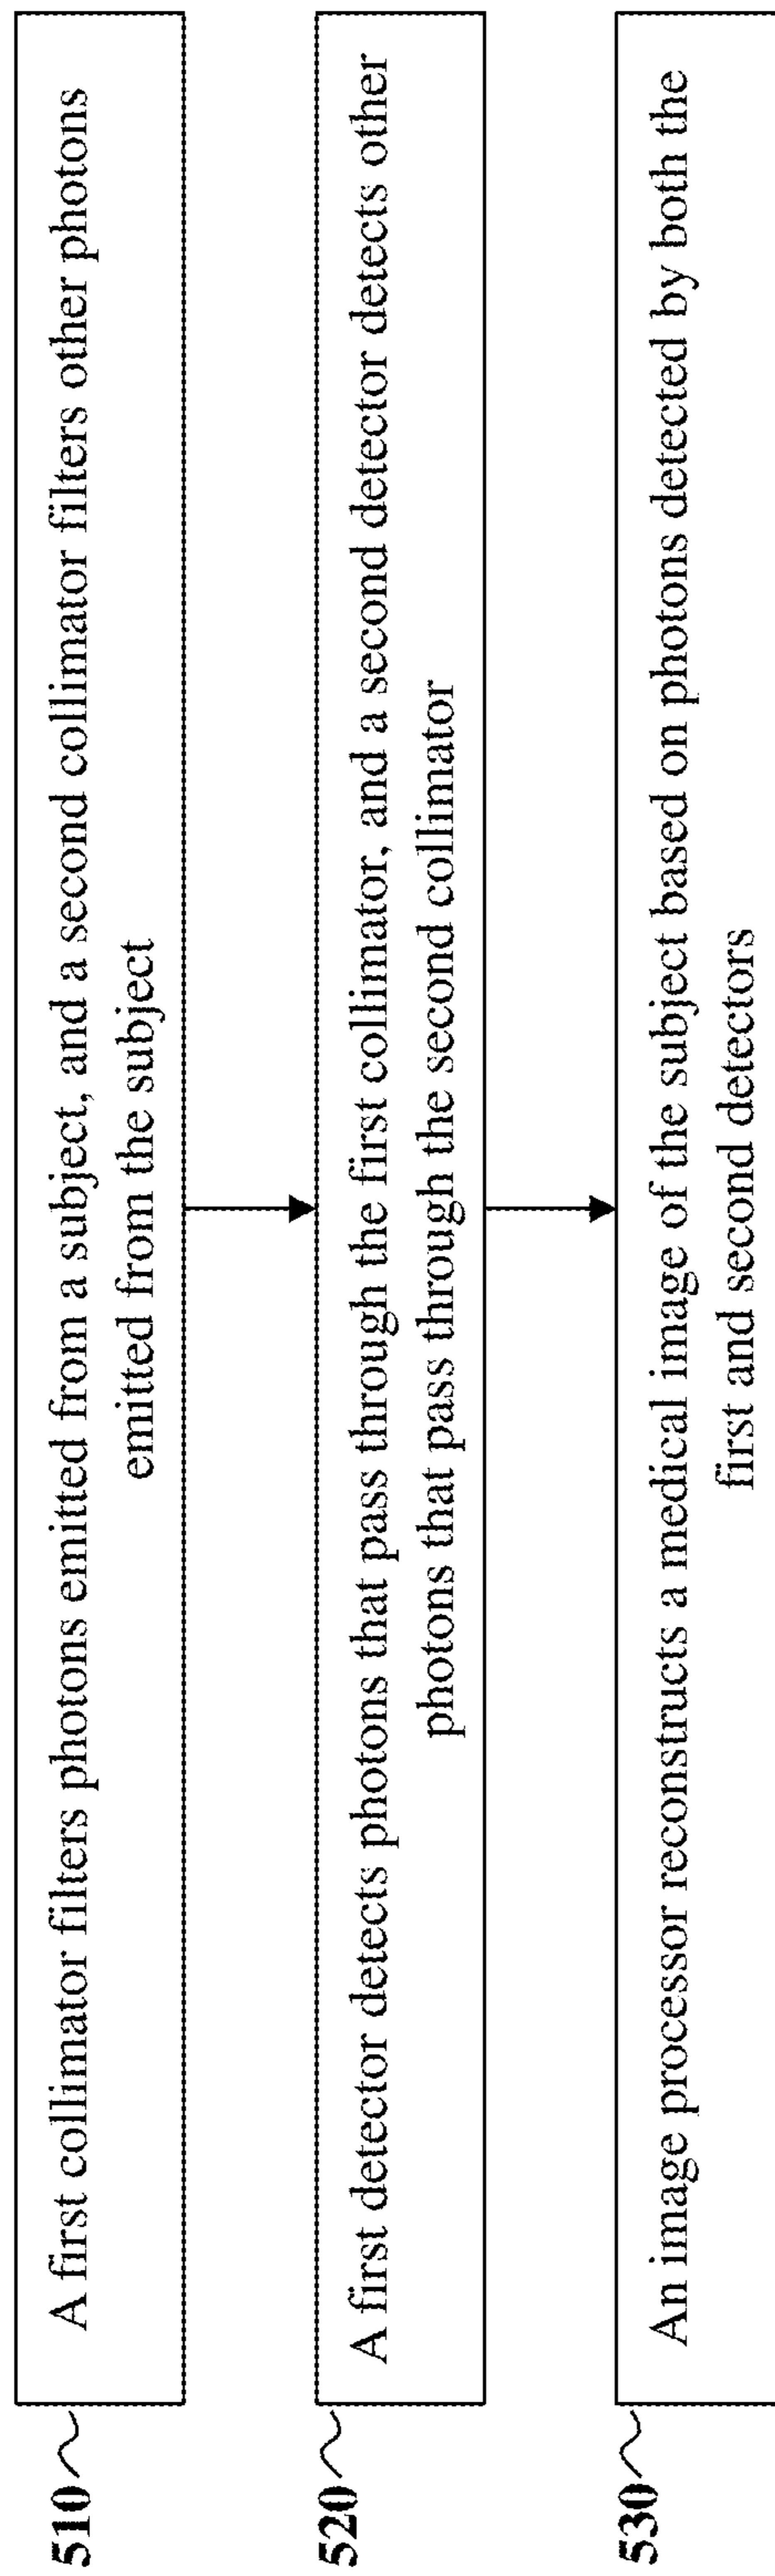 510
A first collimator filters photons emitted from a subject, and a second collimator filters other photons
emitted from the subject
520
A first detector detects photons that pass through the first collimator, and a second detector detects other
photons that pass through the second collimator
530
An image processor reconstructs a medical image of the subject based on photons detected by both the
first and second detectors